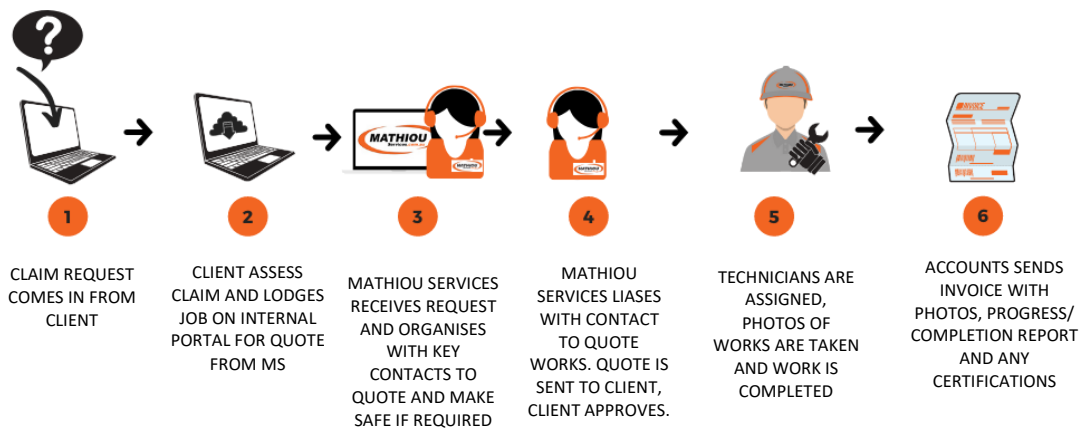 ?
MATHIOU
Services.com.au
INVOICE
1
2
3
4
5
6
CLAIM REQUEST
COMES IN FROM
CLIENT
CLIENT ASSESS
CLAIM AND LODGES
JOB ON INTERNAL
PORTAL FOR QUOTE
FROM MS
MATHIOU SERVICES
RECEIVES REQUEST
AND ORGANISES
WITH KEY
CONTACTS TO
QUOTE AND MAKE
SAFE IF REQUIRED
MATHIOU
SERVICES LIASES
WITH CONTACT
TO QUOTE
WORKS. QUOTE IS
SENT TO CLIENT,
CLIENT APPROVES.
TECHNICIANS ARE
ASSIGNED,
PHOTOS OF
WORKS ARE TAKEN
AND WORK IS
COMPLETED
ACCOUNTS SENDS
INVOICE WITH
PHOTOS, PROGRESS/
COMPLETION REPORT
AND ANY
CERTIFICATIONS